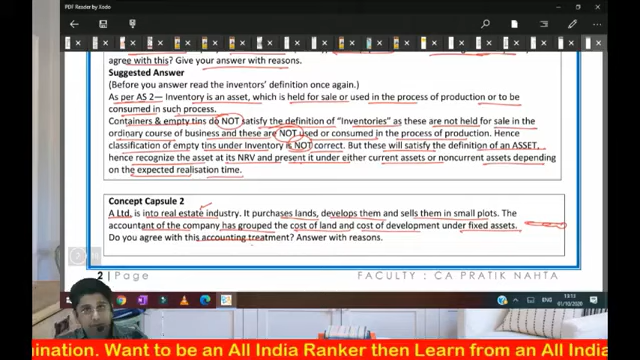 PDF Reader by Xodo
agree with this? Give your answer with reasons.
Suggested Answer
(Before you answer read the inventors' definition once again.)
As per AS 2— Inventory is an asset, which is held for sale or used in the process of production or to be
consumed in such process.
Containers & empty tins do NOT satisfy the definition of "Inventories" as these are not held for sale in the
ordinary course of business and these are NOT used or consumed in the process of production. Hence
classification of empty tins under Inventory is NOT correct. But these will satisfy the definition of an ASSET,
hence recognize the asset at its NRV and present it under either current assets or noncurrent assets depending
on the expected realisation time.
Concept Capsule 2
A Ltd. is into real estate industry. It purchases lands, develops them and sells them in small plots. The
accountant of the company has grouped the cost of land and cost of development under fixed assets.
Do you agree with this accounting treatment? Answer with reasons.
2 | Page
FACULTY : CA PRATIK NAHTA
ENG
13:13
01/10/2020
mination. Want to be an All India Ranker then Learn from an All India